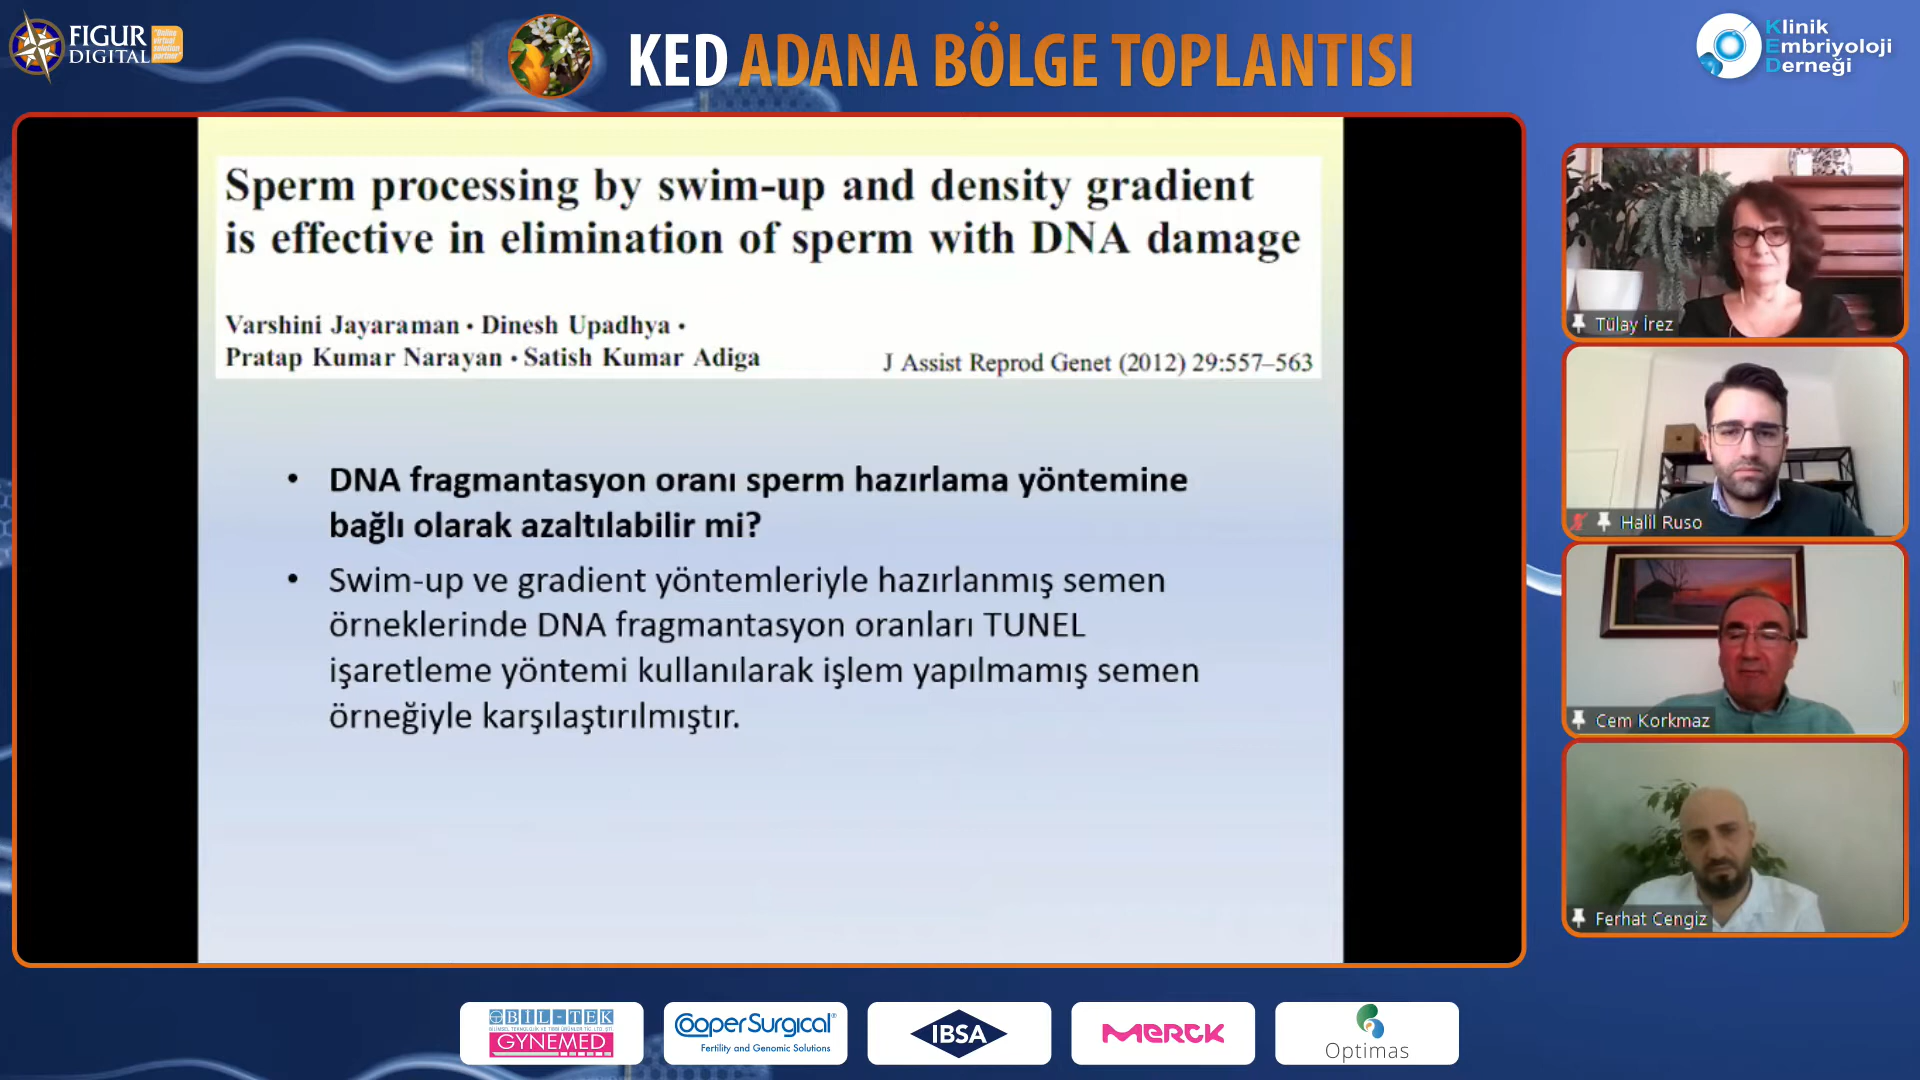 FIGUR
DIGITAL
"Online
virtual
solution
partner"
KED ADANA BÖLGE TOPLANTISI
Klinik
Embriyoloji
Derneği
Sperm processing by swim-up and density gradient
is effective in elimination of sperm with DNA damage
Varshini Jayaraman • Dinesh Upadhya •
Pratap Kumar Narayan • Satish Kumar Adiga
J Assist Reprod Genet (2012) 29:557–563
• DNA fragmantasyon oranı sperm hazırlama yöntemine
bağlı olarak azaltılabilir mi?
• Swim-up ve gradient yöntemleriyle hazırlanmış semen
örneklerinde DNA fragmantasyon oranları TUNEL
işaretleme yöntemi kullanılarak işlem yapılmamış semen
örneğiyle karşılaştırılmıştır.
Tülay İrez
Halil Ruso
Cem Korkmaz
Ferhat Cengiz
BIL-TEK
GYNEMED
CooperSurgical®
Fertility and Genomic Solutions
IBSA
MERCK
Optimas